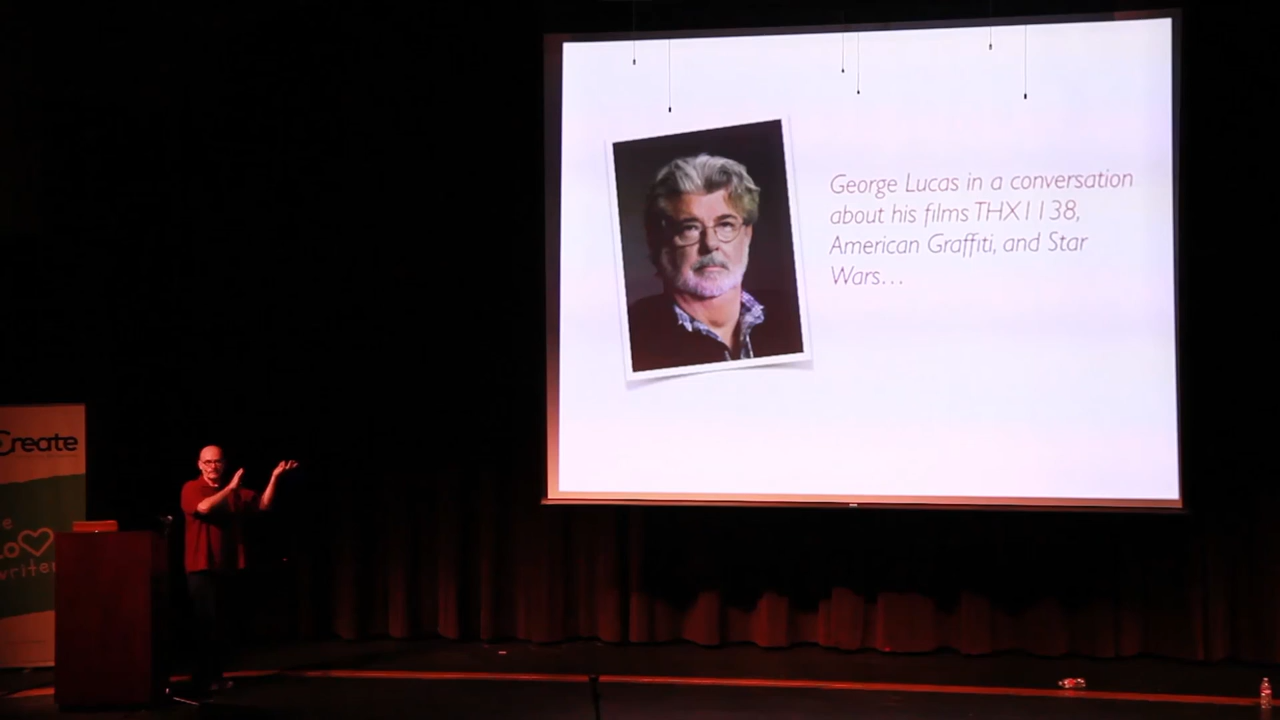 George Lucas in a conversation
about his films THX1138,
American Graffiti, and Star
Wars…
Create
writer